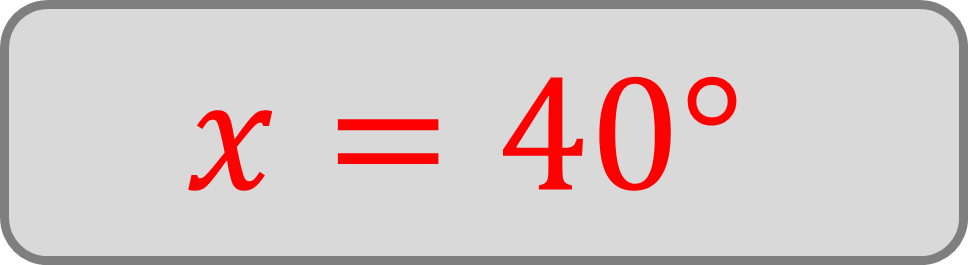 x = 40°